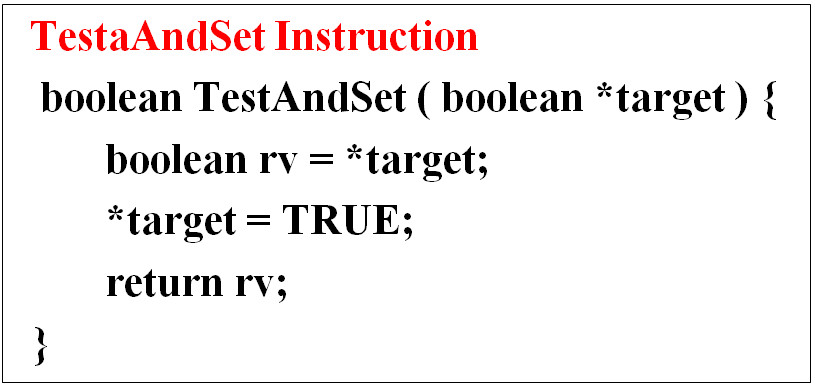 TestaAndSet Instruction
boolean TestAndSet ( boolean *target ) {
boolean rv = *target;
*target = TRUE;
return rv;
}